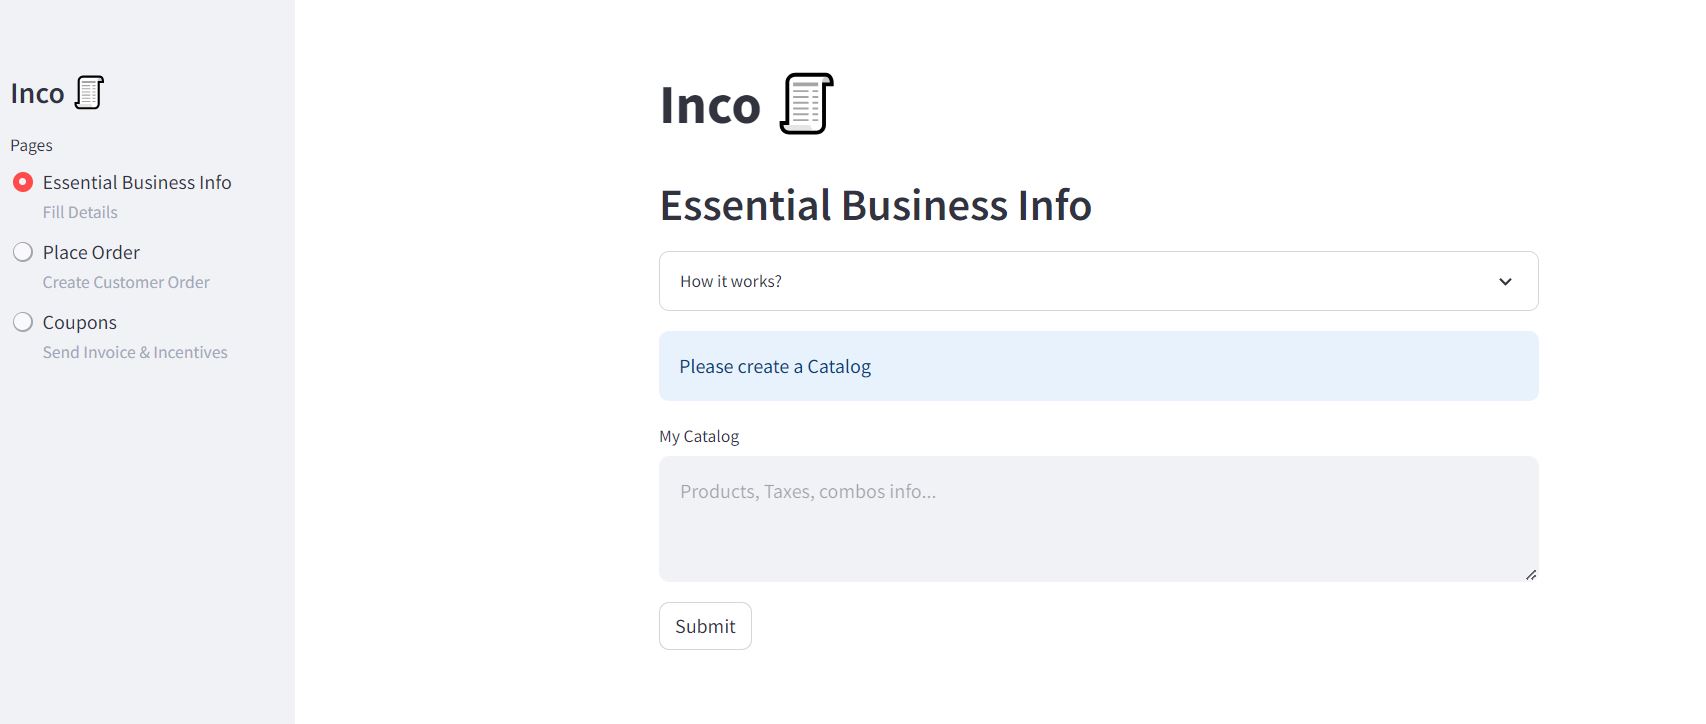 Inco
Pages
Essential Business Info
Fill Details
Place Order
Create Customer Order
Coupons
Send Invoice & Incentives
Inco
Essential Business Info
How it works?
Please create a Catalog
My Catalog
Products, Taxes, combos info...
Submit